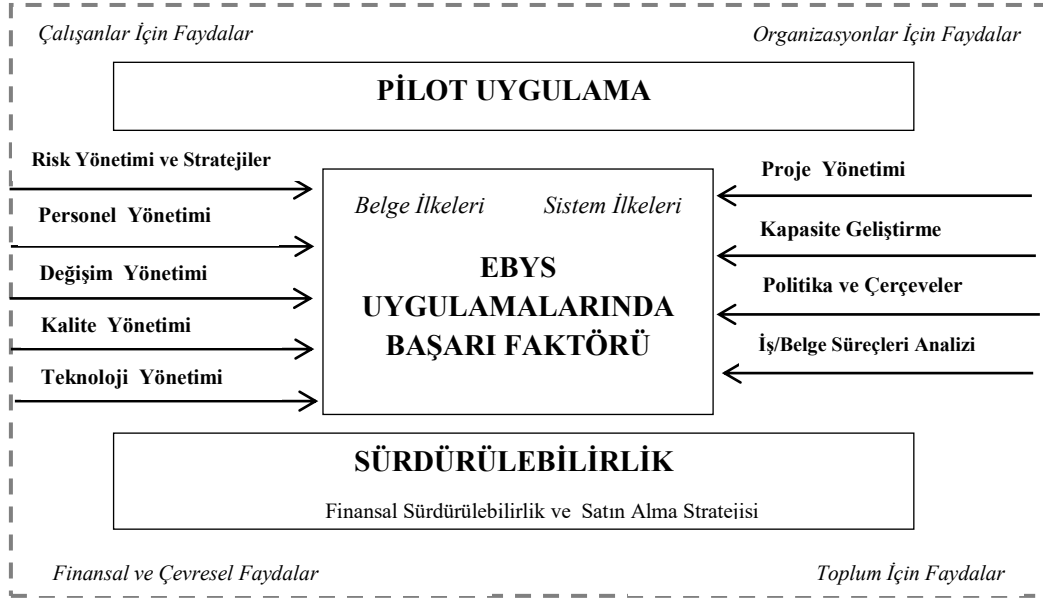 Çalışanlar İçin Faydalar
Organizasyonlar İçin Faydalar
PİLOT UYGULAMA
Risk Yönetimi ve Stratejiler
Personel Yönetimi
Değişim Yönetimi
Kalite Yönetimi
Teknoloji Yönetimi
Belge İlkeleri Sistem İlkeleri
EBYS
UYGULAMALARINDA
BAŞARI FAKTÖRÜ
Proje Yönetimi
Kapasite Geliştirme
Politika ve Çerçeveler
İş/Belge Süreçleri Analizi
SÜRDÜRÜLEBİLİRLİK
Finansal Sürdürülebilirlik ve Satın Alma Stratejisi
Finansal ve Çevresel Faydalar
Toplum İçin Faydalar